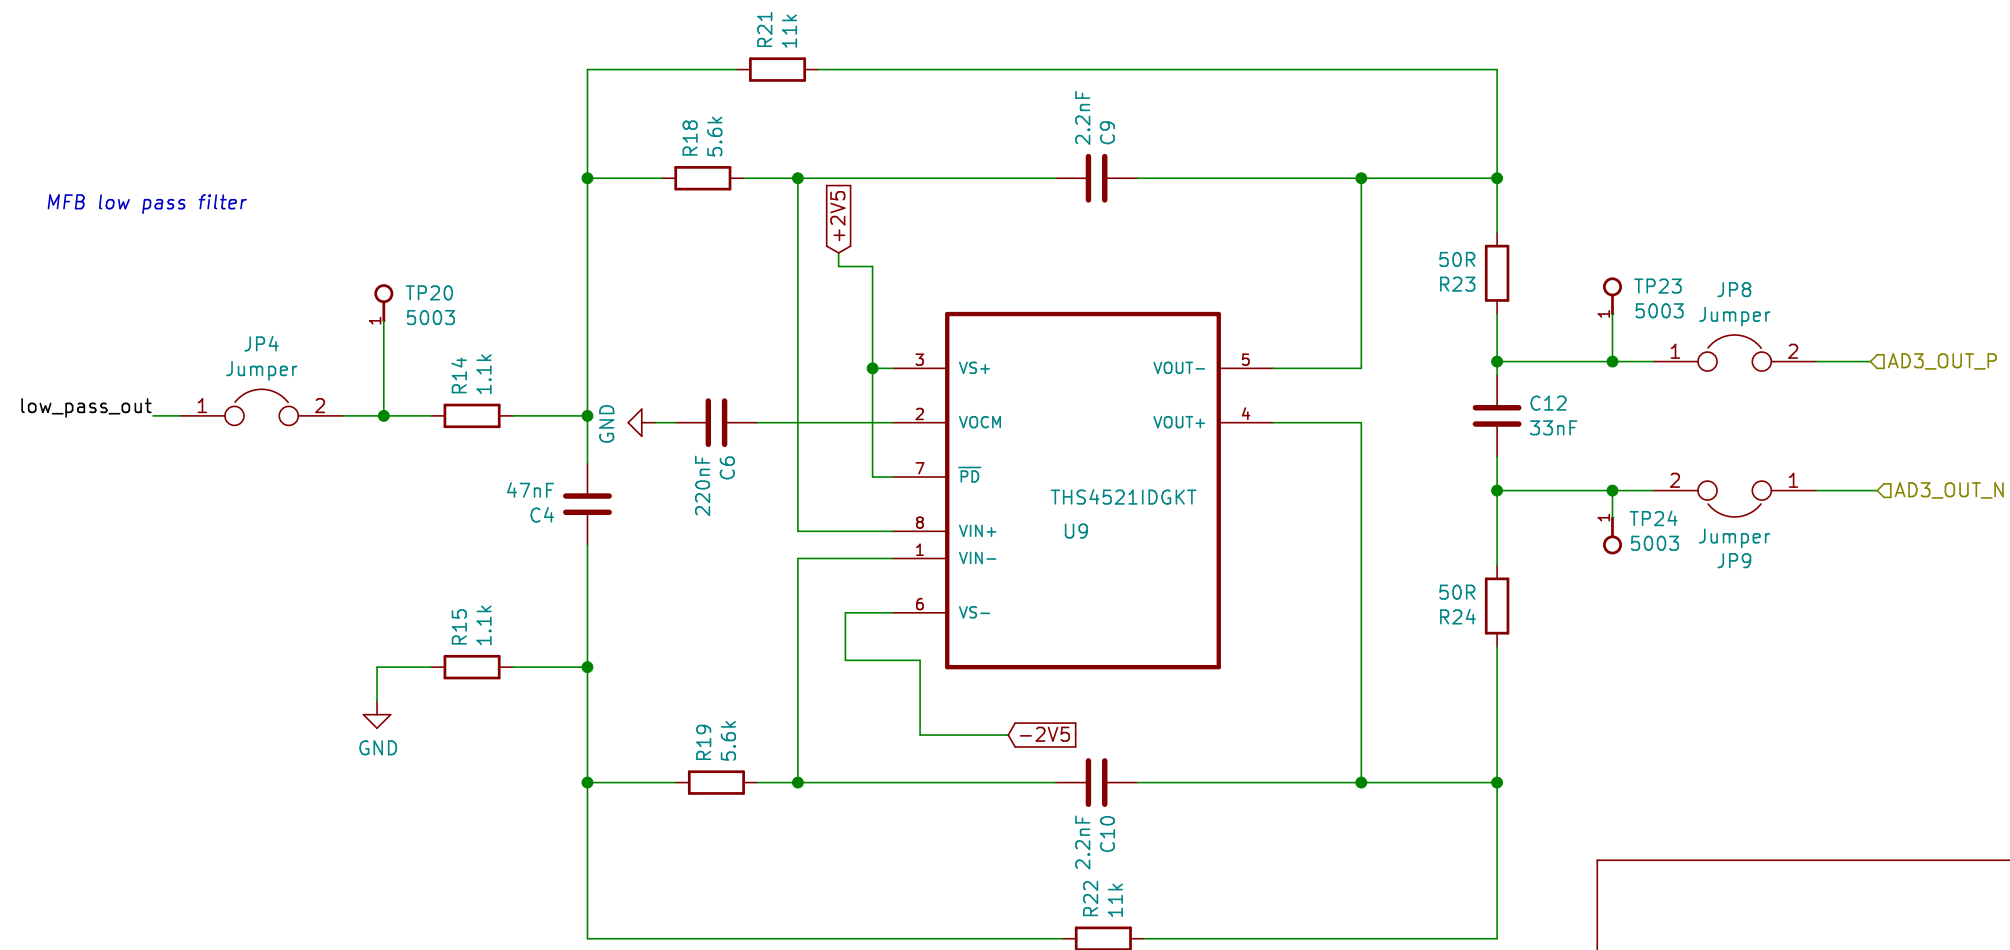 R21
11k
2.2nF
C9
R18
5.6k
+2V5
MFB low pass filter
50R
R23
TP20
5003
1
TP23
5003
1
JP8
Jumper
1
2
AD3_OUT_P
JP4
Jumper
low_pass_out
1
2
R14
1.1k
GND
220nF
C6
47nF
C4
3
VS+
2
VOCM
7
PD
8
VIN+
1
VIN-
6
VS-
VOUT-
5
VOUT+
4
THS4521IDGKT
U9
C12
33nF
2
1
AD3_OUT_N
1
TP24
5003
Jumper
JP9
50R
R24
R15
1.1k
GND
R19
5.6k
-2V5
2.2nF
C10
R22
11k